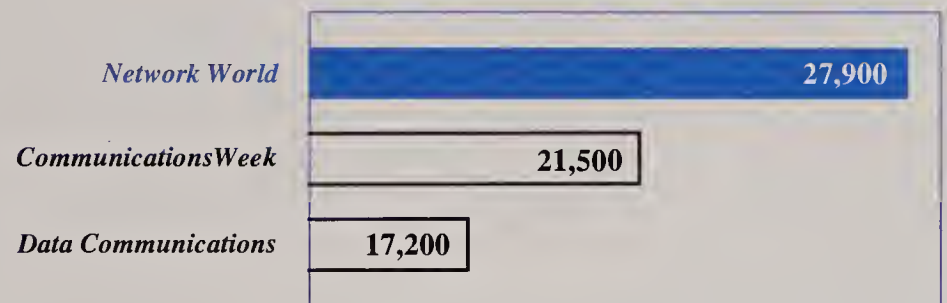 Network World 27,900
CommunicationsWeek 21,500
Data Communications 17,200